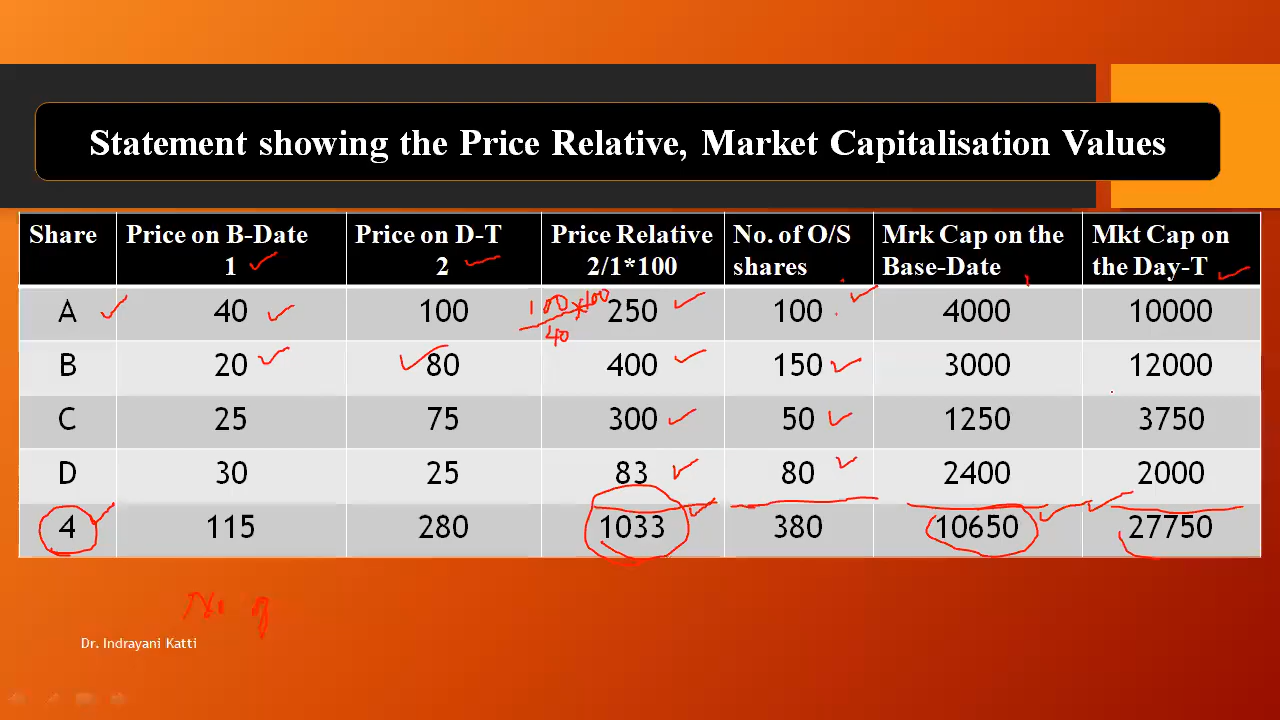 Statement showing the Price Relative, Market Capitalisation Values
Share Price on B-Date 1 Price on D-T 2 Price Relative 2/1*100 No. of O/S shares Mrk Cap on the Base-Date Mkt Cap on the Day-T
A 40 100 250 100 4000 10000
100/40 × 100
B 20 80 400 150 3000 12000
C 25 75 300 50 1250 3750
D 30 25 83 80 2400 2000
4 115 280 1033 380 10650 27750
Dr. Indrayani Katti